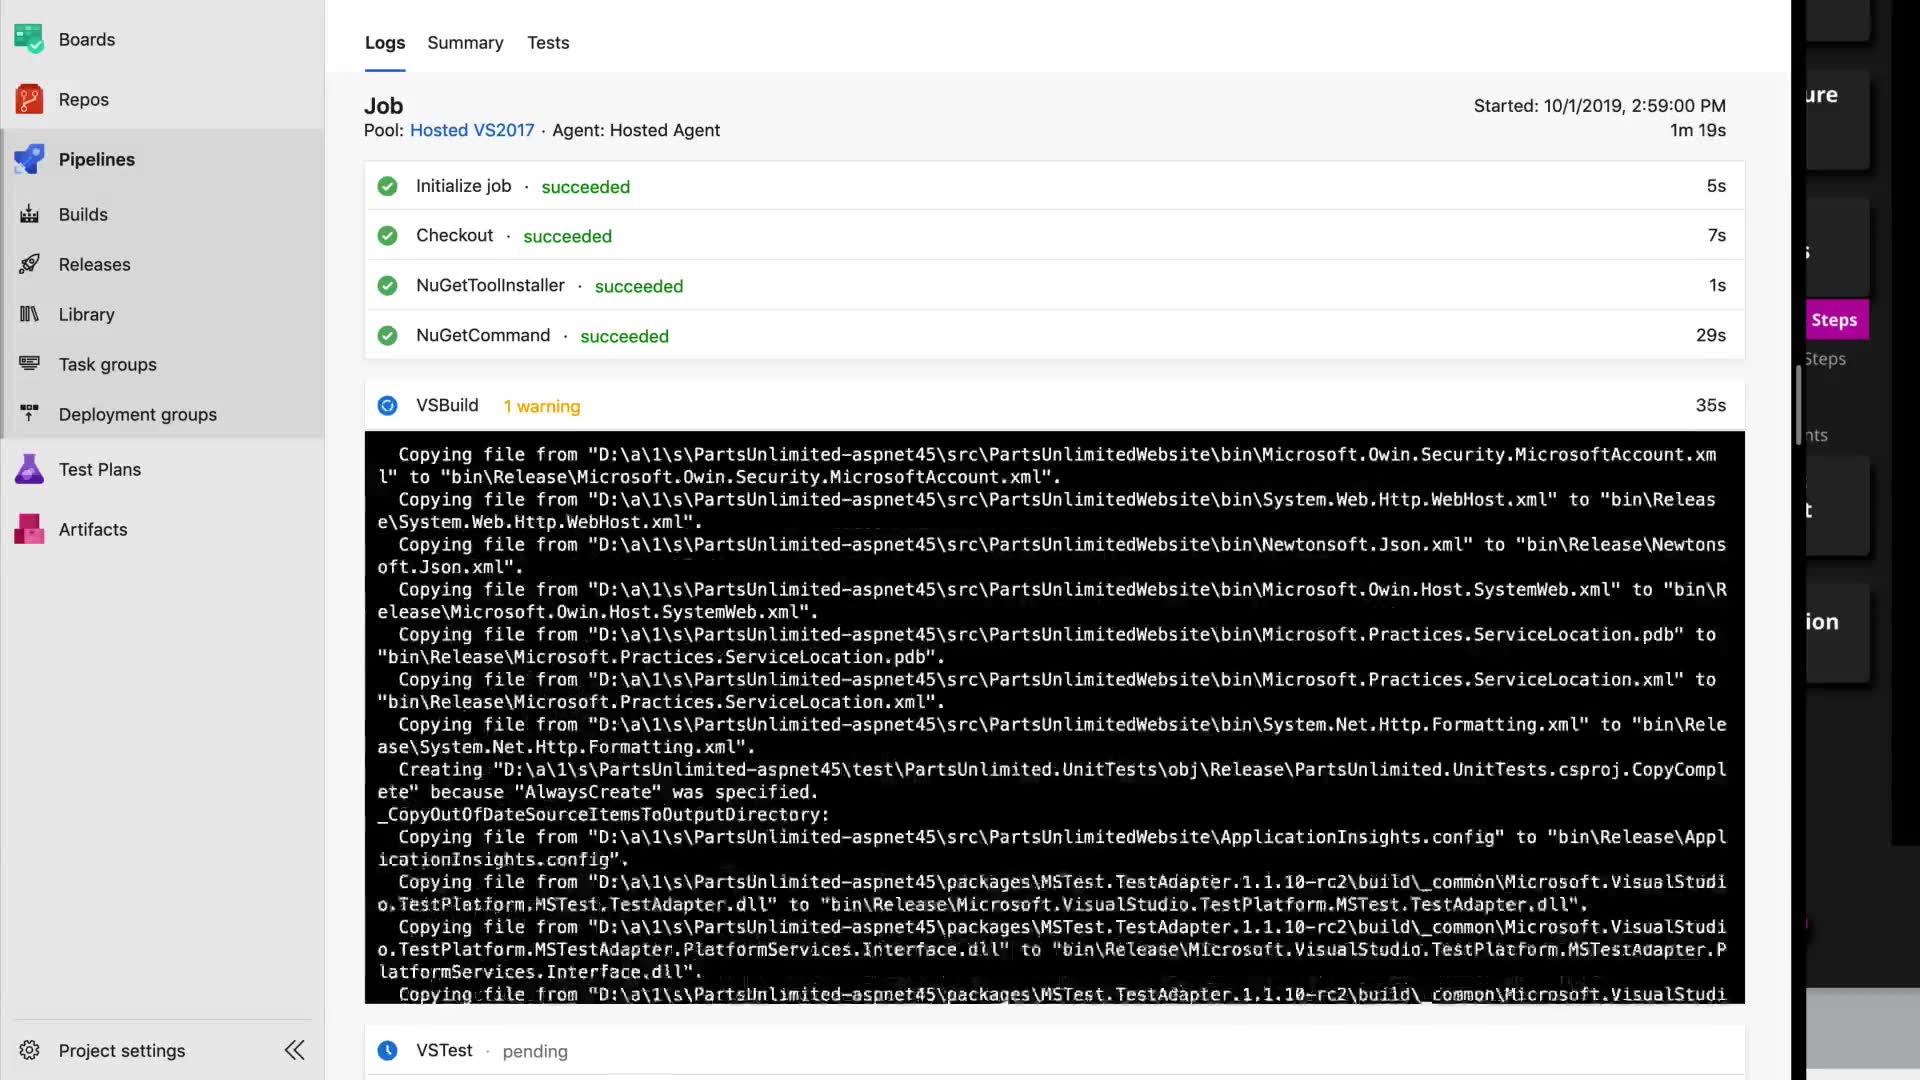 Boards
Repos
Pipelines
Builds
Releases
Library
Task groups
Deployment groups
Test Plans
Artifacts
Project settings
Logs Summary Tests
Job
Pool: Hosted VS2017 · Agent: Hosted Agent
Started: 10/1/2019, 2:59:00 PM
1m 19s
Initialize job · succeeded 5s
Checkout · succeeded 7s
NuGetToolInstaller · succeeded 1s
NuGetCommand · succeeded 29s
VSBuild 1 warning 35s
Copying file from "D:\a\1\s\PartsUnlimited-aspnet45\src\PartsUnlimitedWebsite\bin\Microsoft.Owin.Security.MicrosoftAccount.xm
l" to "bin\Release\Microsoft.Owin.Security.MicrosoftAccount.xml".
Copying file from "D:\a\1\s\PartsUnlimited-aspnet45\src\PartsUnlimitedWebsite\bin\System.Web.Http.WebHost.xml" to "bin\Releas
e\System.Web.Http.WebHost.xml".
Copying file from "D:\a\1\s\PartsUnlimited-aspnet45\src\PartsUnlimitedWebsite\bin\Newtonsoft.Json.xml" to "bin\Release\Newtons
oft.Json.xml".
Copying file from "D:\a\1\s\PartsUnlimited-aspnet45\src\PartsUnlimitedWebsite\bin\Microsoft.Owin.Host.SystemWeb.xml" to "bin\R
elease\Microsoft.Owin.Host.SystemWeb.xml".
Copying file from "D:\a\1\s\PartsUnlimited-aspnet45\src\PartsUnlimitedWebsite\bin\Microsoft.Practices.ServiceLocation.pdb" to
"bin\Release\Microsoft.Practices.ServiceLocation.pdb".
Copying file from "D:\a\1\s\PartsUnlimited-aspnet45\src\PartsUnlimitedWebsite\bin\Microsoft.Practices.ServiceLocation.xml" to
"bin\Release\Microsoft.Practices.ServiceLocation.xml".
Copying file from "D:\a\1\s\PartsUnlimited-aspnet45\src\PartsUnlimitedWebsite\bin\System.Net.Http.Formatting.xml" to "bin\Rele
ase\System.Net.Http.Formatting.xml".
Creating "D:\a\1\s\PartsUnlimited-aspnet45\test\PartsUnlimited.UnitTests\obj\Release\PartsUnlimited.UnitTests.csproj.CopyCompl
ete" because "AlwaysCreate" was specified.
_CopyOutOfDateSourceItemsToOutputDirectory:
Copying file from "D:\a\1\s\PartsUnlimited-aspnet45\src\PartsUnlimitedWebsite\ApplicationInsights.config" to "bin\Release\Appl
icationInsights.config".
Copying file from "D:\a\1\s\PartsUnlimited-aspnet45\packages\MSTest.TestAdapter.1.1.10-rc2\build\_common\Microsoft.VisualStudi
o.TestPlatform.MSTest.TestAdapter.dll" to "bin\Release\Microsoft.VisualStudio.TestPlatform.MSTest.TestAdapter.dll".
Copying file from "D:\a\1\s\PartsUnlimited-aspnet45\packages\MSTest.TestAdapter.1.1.10-rc2\build\_common\Microsoft.VisualStudi
o.TestPlatform.MSTestAdapter.PlatformServices.Interface.dll" to "bin\Release\Microsoft.VisualStudio.TestPlatform.MSTestAdapter.P
latformServices.Interface.dll".
Copying file from "D:\a\1\s\PartsUnlimited-aspnet45\packages\MSTest.TestAdapter.1.1.10-rc2\build\_common\Microsoft.VisualStudi
VSTest · pending
ure
s
Steps
Steps
nts
t
ion